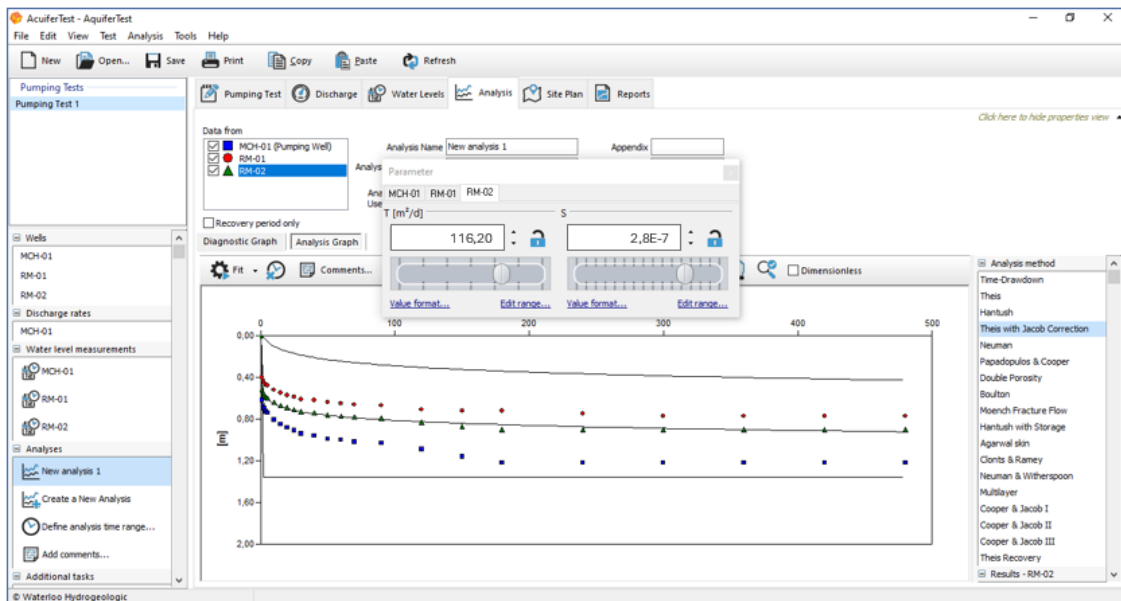 AcuiferTest - AquiferTest
File Edit View Test Analysis Tools Help
New Open... Save Print Copy Paste Refresh
Pumping Tests
Pumping Test 1
Pumping Test Discharge Water Levels Analysis Site Plan Reports
Click here to hide properties view
Data from
MCH-01 (Pumping Well)
RM-01
RM-02
Recovery period only
Analysis Name New analysis 1 Appendix
Analys
Ana
Use
Parameter
MCH-01 RM-01 RM-02
T [m²/d] S
116,20 2,8E-7
Value format... Edit range... Value format... Edit range...
Diagnostic Graph Analysis Graph
Fit Comments... Dimensionless
Wells
MCH-01
RM-01
RM-02
Discharge rates
MCH-01
Water level measurements
MCH-01
RM-01
RM-02
Analyses
New analysis 1
Create a New Analysis
Define analysis time range...
Add comments...
Additional tasks
0 100 200 300 400 500
0,00
0,40
0,80
[m]
1,20
1,60
2,00
Analysis method
Time-Drawdown
Theis
Hantush
Theis with Jacob Correction
Neuman
Papadopulos & Cooper
Double Porosity
Boulton
Moench Fracture Flow
Hantush with Storage
Agarwal skin
Clonts & Ramey
Neuman & Witherspoon
Multilayer
Cooper & Jacob I
Cooper & Jacob II
Cooper & Jacob III
Theis Recovery
Results - RM-02
© Waterloo Hydrogeologic